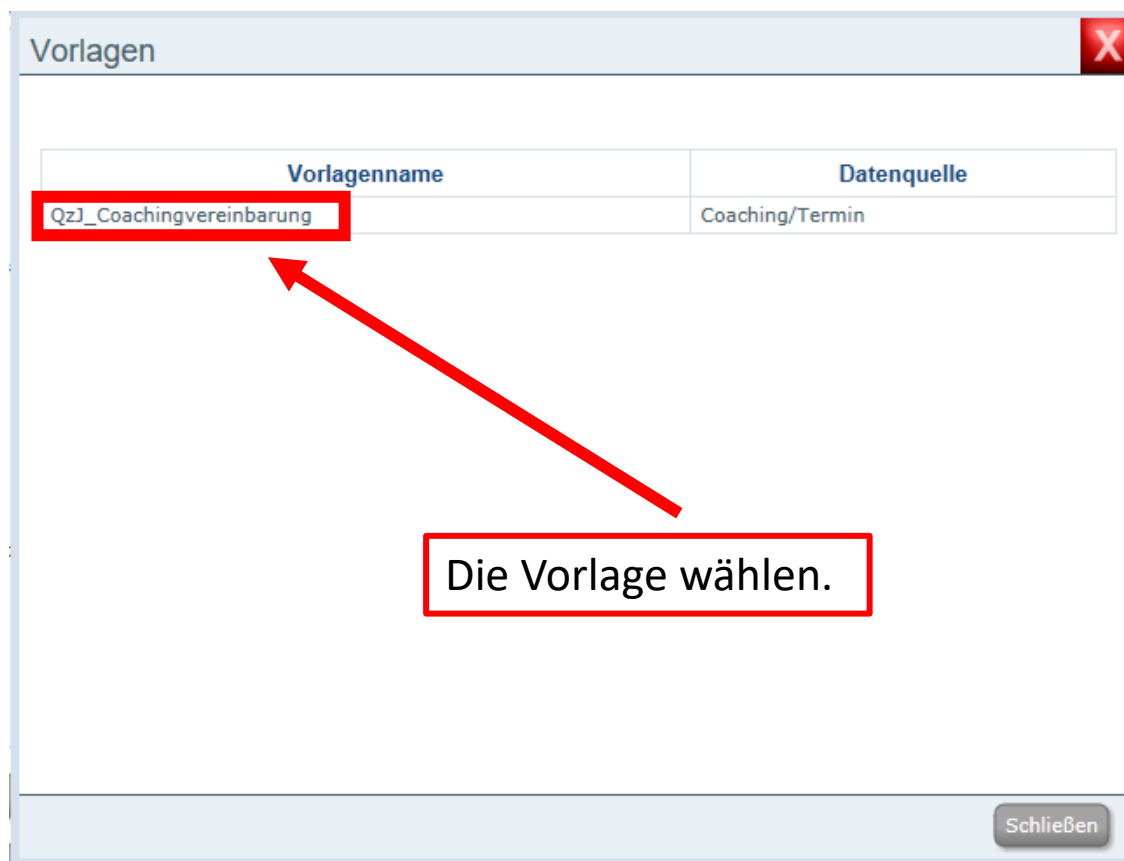 Vorlagen
X
Vorlagenname Datenquelle
QzJ_Coachingvereinbarung Coaching/Termin
Die Vorlage wählen.
Schließen